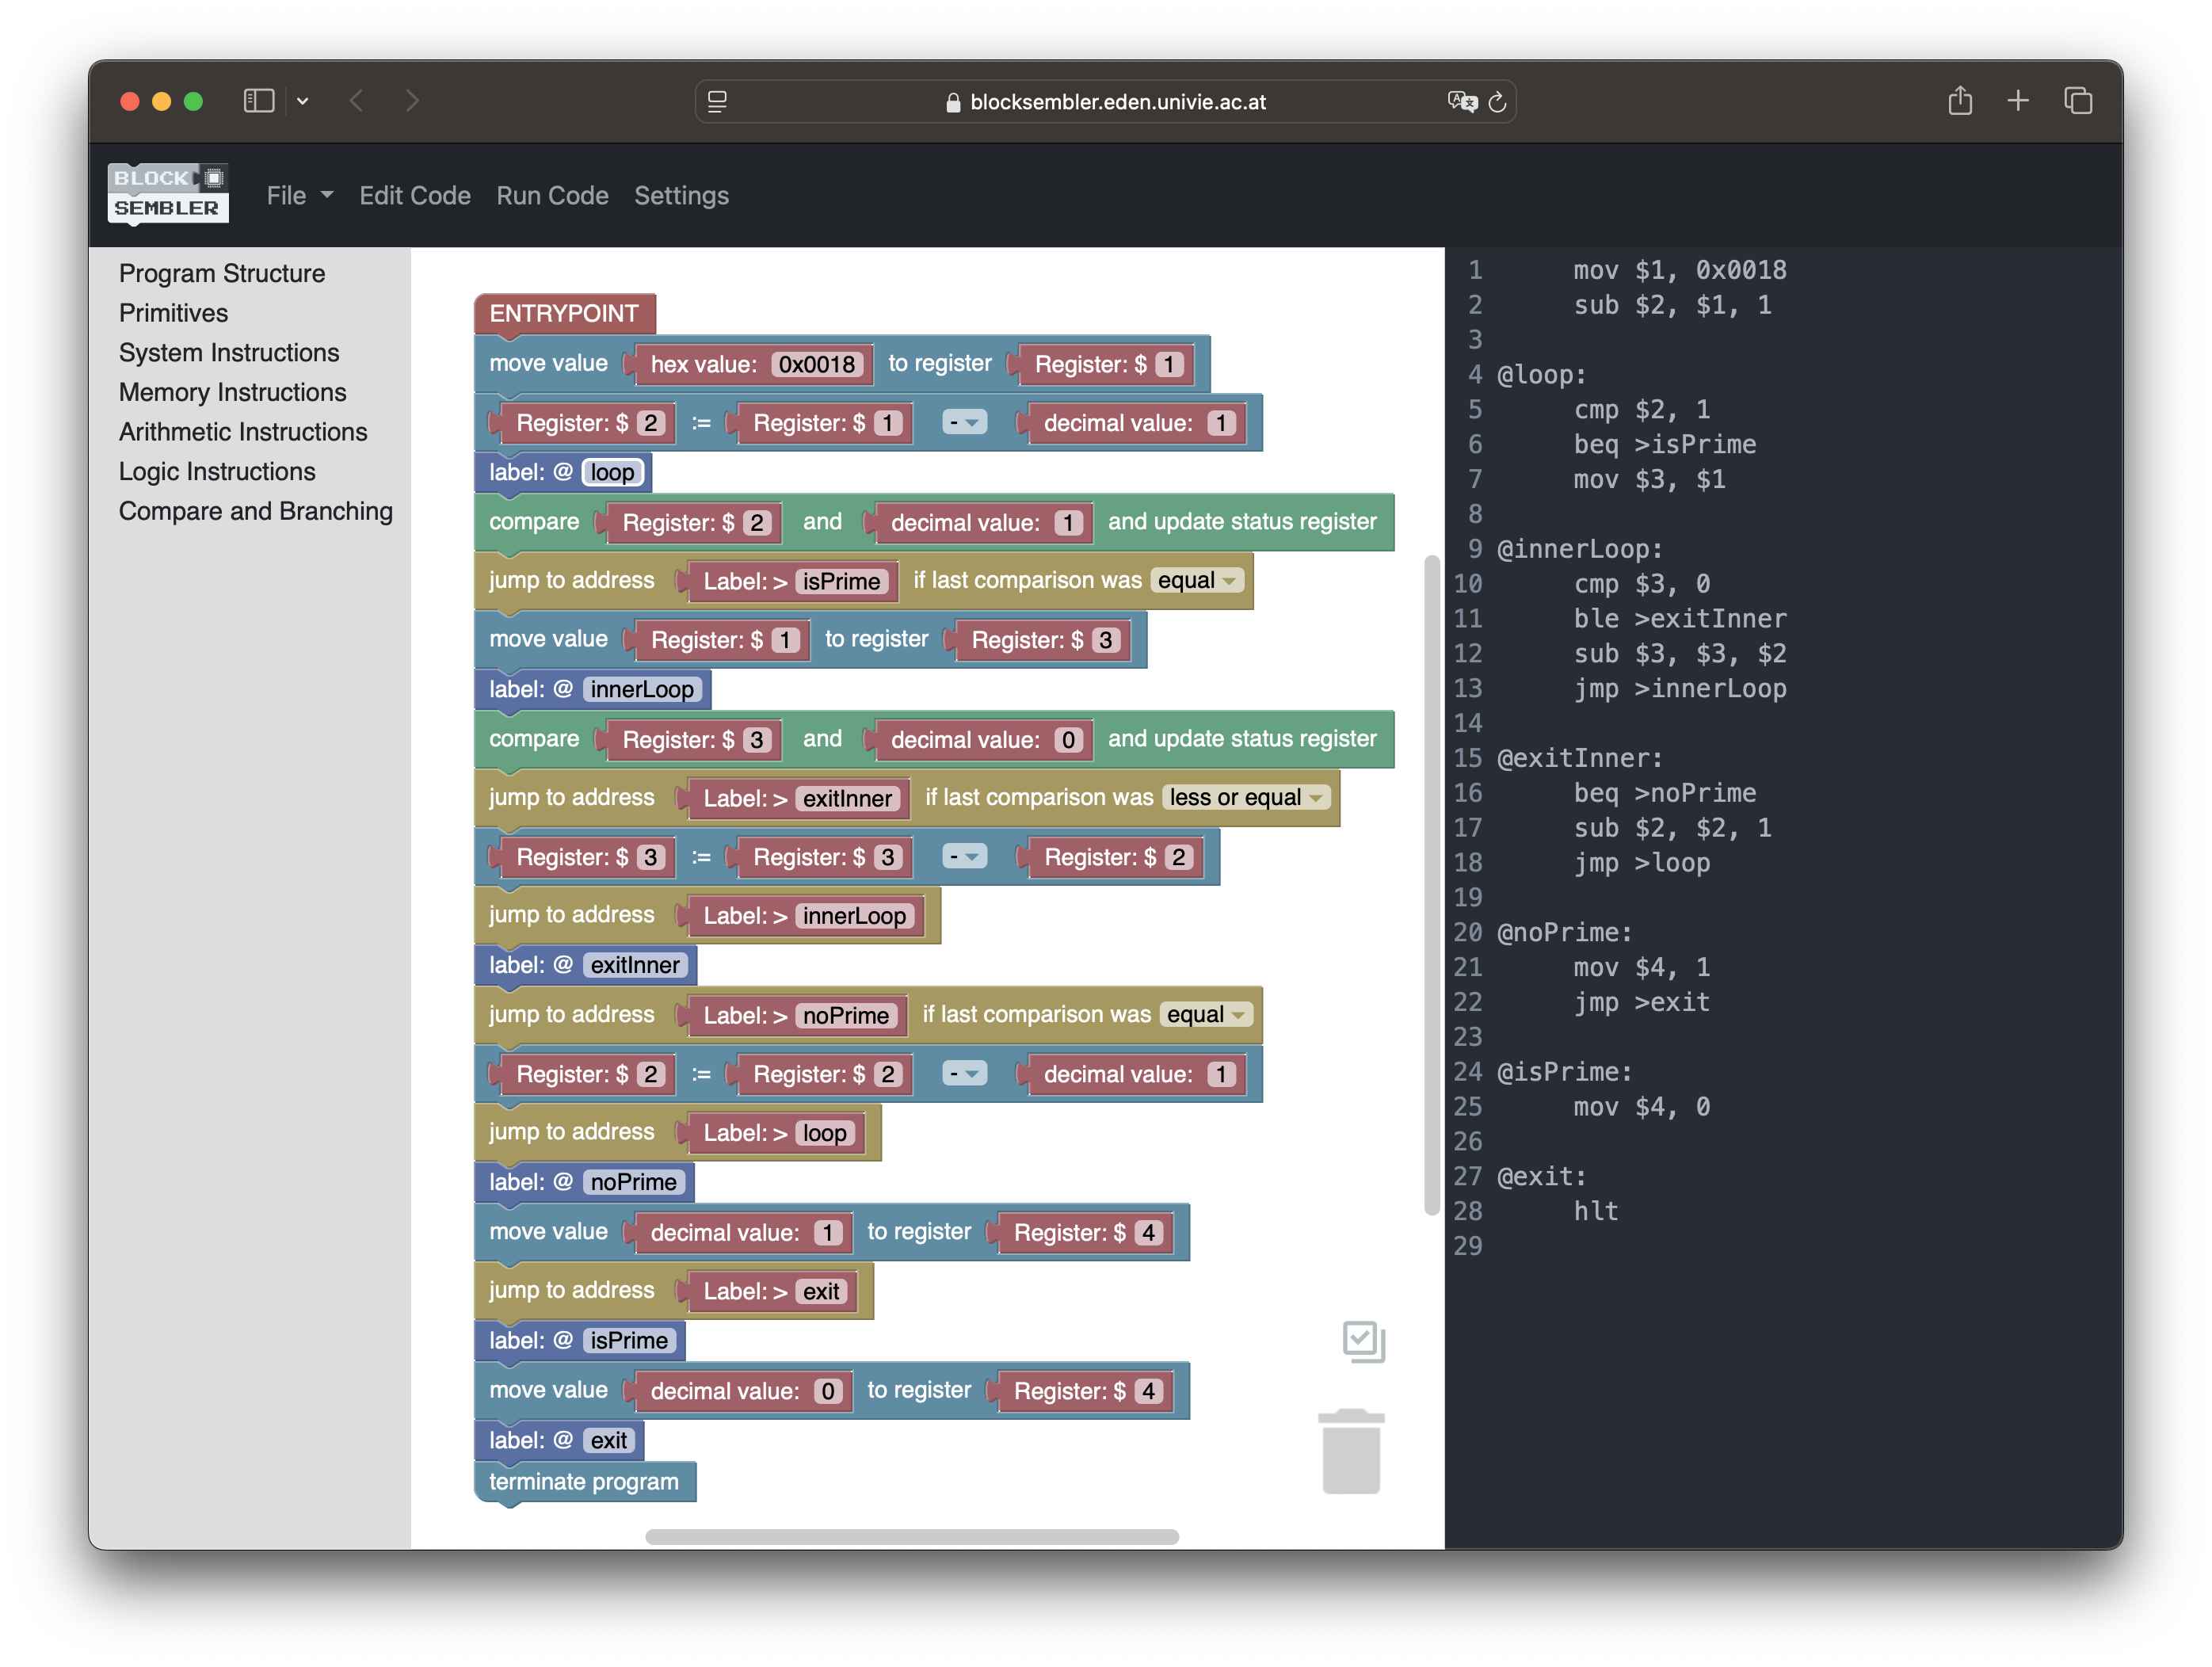 blocksembler.eden.univie.ac.at
BLOCK
SEMBLER
File Edit Code Run Code Settings
Program Structure
Primitives
System Instructions
Memory Instructions
Arithmetic Instructions
Logic Instructions
Compare and Branching
ENTRYPOINT
move value hex value: 0x0018 to register Register: $ 1
Register: $ 2 := Register: $ 1 - decimal value: 1
label: @ loop
compare Register: $ 2 and decimal value: 1 and update status register
jump to address Label: > isPrime if last comparison was equal
move value Register: $ 1 to register Register: $ 3
label: @ innerLoop
compare Register: $ 3 and decimal value: 0 and update status register
jump to address Label: > exitInner if last comparison was less or equal
Register: $ 3 := Register: $ 3 - Register: $ 2
jump to address Label: > innerLoop
label: @ exitInner
jump to address Label: > noPrime if last comparison was equal
Register: $ 2 := Register: $ 2 - decimal value: 1
jump to address Label: > loop
label: @ noPrime
move value decimal value: 1 to register Register: $ 4
jump to address Label: > exit
label: @ isPrime
move value decimal value: 0 to register Register: $ 4
label: @ exit
terminate program
1 mov $1, 0x0018
2 sub $2, $1, 1
3
4 @loop:
5 cmp $2, 1
6 beq >isPrime
7 mov $3, $1
8
9 @innerLoop:
10 cmp $3, 0
11 ble >exitInner
12 sub $3, $3, $2
13 jmp >innerLoop
14
15 @exitInner:
16 beq >noPrime
17 sub $2, $2, 1
18 jmp >loop
19
20 @noPrime:
21 mov $4, 1
22 jmp >exit
23
24 @isPrime:
25 mov $4, 0
26
27 @exit:
28 hlt
29